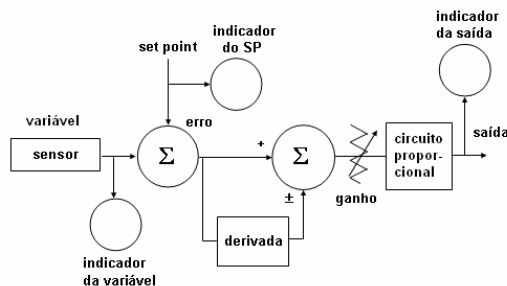 indicador
da saída
set point
indicador
do SP
variável
erro
saída
sensor
Σ
+
Σ
circuito
propor-
cional
±
ganho
derivada
indicador
da variável